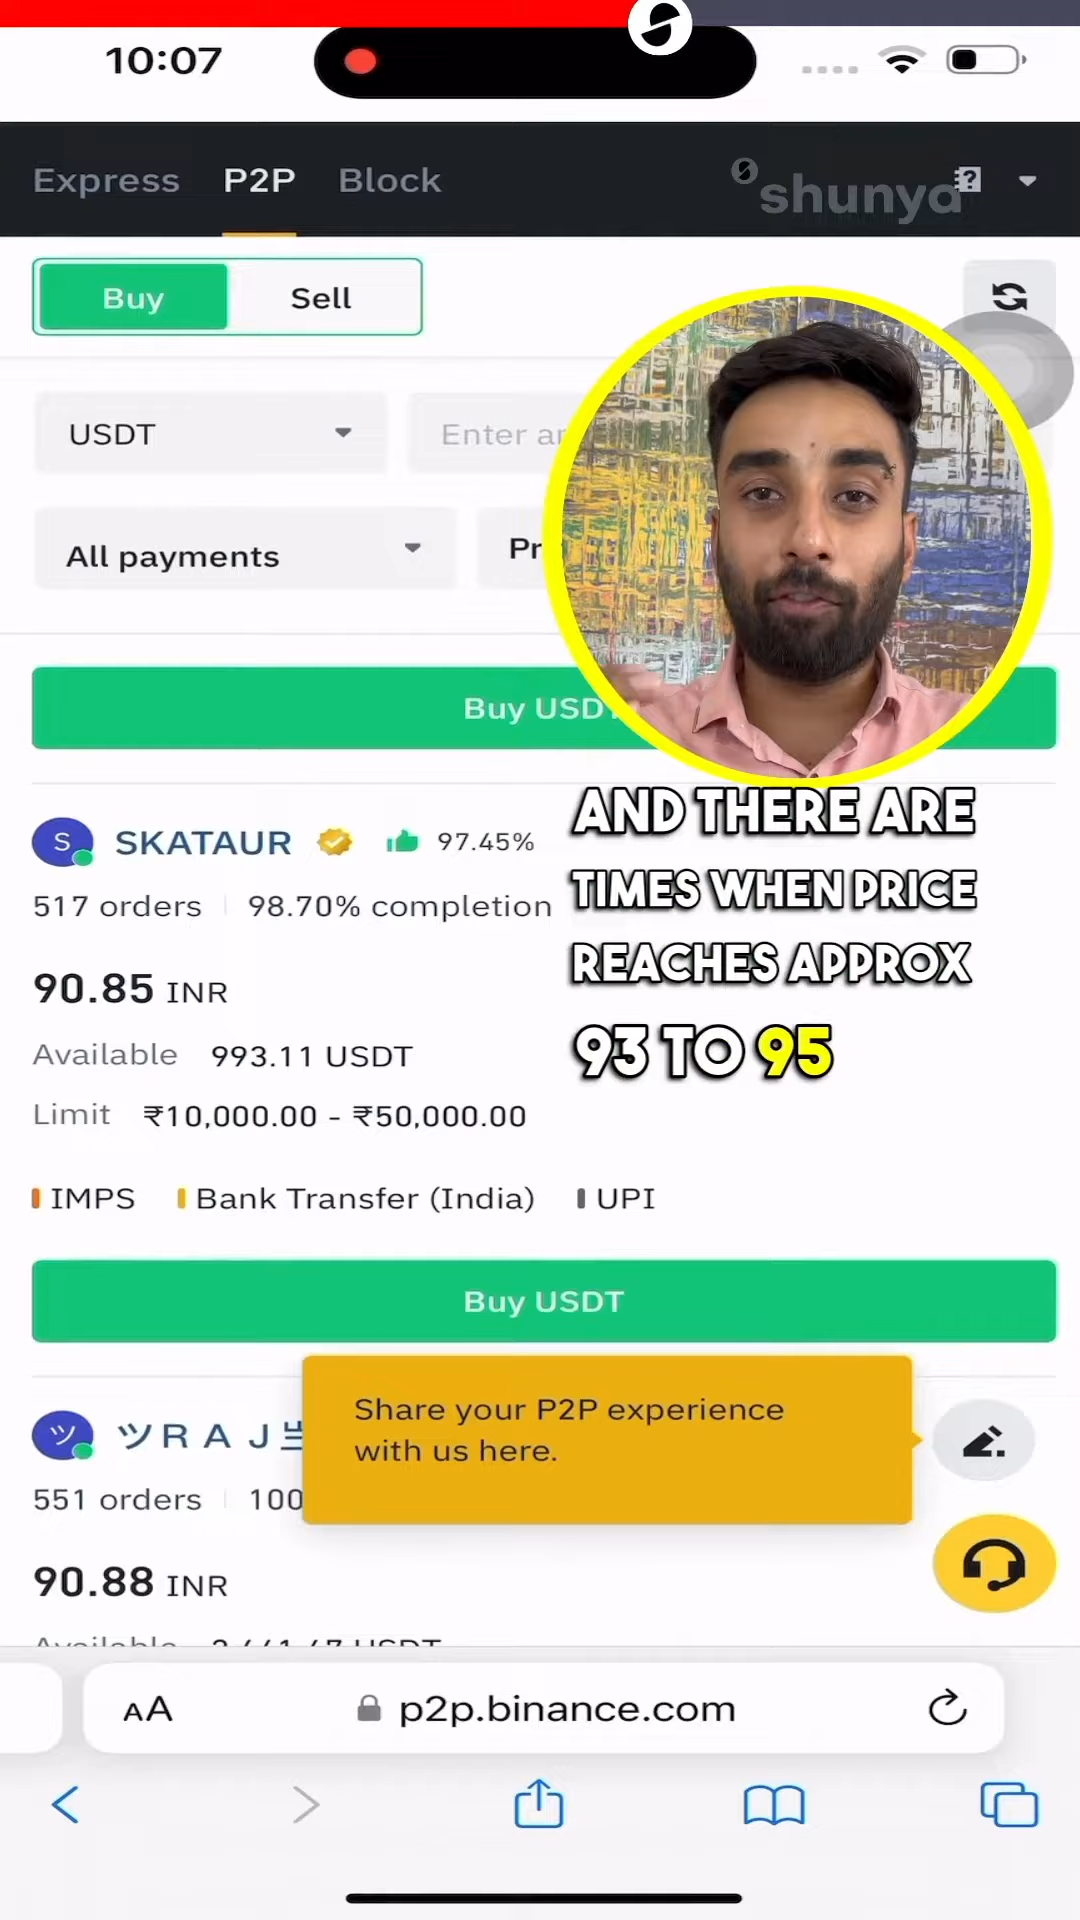 10:07
Express P2P Block
shunya
Buy Sell
USDT
Enter
All payments
Buy USDT
S SKATAUR 97.45%
517 orders 98.70% completion
90.85 INR
Available 993.11 USDT
Limit ₹10,000.00 - ₹50,000.00
IMPS Bank Transfer (India) UPI
AND THERE ARE
TIMES WHEN PRICE
REACHES APPROX
93 TO 95
Buy USDT
ツ ツR A J
551 orders 100
Share your P2P experience
with us here.
90.88 INR
Available USDT
AA p2p.binance.com